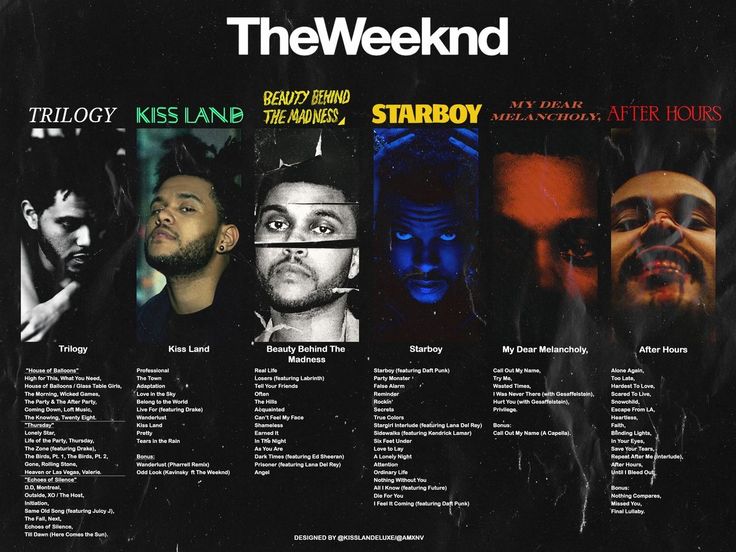 TheWeeknd
TRILOGY
KISS LAND
BEAUTY BEHIND
THE MADNESS
STARBOY
MY DEAR
MELANCHOLY,
AFTER HOURS
Trilogy
"House of Balloons"
High for This, What You Need,
House of Balloons / Glass Table Girls,
The Morning, Wicked Games,
The Party & The After Party,
Coming Down, Loft Music,
The Knowing, Twenty Eight.
"Thursday"
Lonely Star,
Life of the Party, Thursday,
The Zone (featuring Drake),
The Birds, Pt. 1, The Birds, Pt. 2,
Gone, Rolling Stone,
Heaven or Las Vegas, Valerie.
"Echoes of Silence"
D.D, Montreal,
Outside, XO / The Host,
Initiation,
Same Old Song (featuring Juicy J),
The Fall, Next,
Echoes of Silence,
Till Dawn (Here Comes the Sun).
Kiss Land
Professional
The Town
Adaptation
Love in the Sky
Belong to the World
Live For (featuring Drake)
Wanderlust
Kiss Land
Pretty
Tears in the Rain
Bonus:
Wanderlust (Pharrell Remix)
Odd Look (Kavinsky ft The Weeknd)
Beauty Behind The
Madness
Real Life
Losers (featuring Labrinth)
Tell Your Friends
Often
The Hills
Acquainted
Can't Feel My Face
Shameless
Earned It
In The Night
As You Are
Dark Times (featuring Ed Sheeran)
Prisoner (featuring Lana Del Rey)
Angel
Starboy
Starboy (featuring Daft Punk)
Party Monster
False Alarm
Reminder
Rockin'
Secrets
True Colors
Stargirl Interlude (featuring Lana Del Rey)
Sidewalks (featuring Kendrick Lamar)
Six Feet Under
Love to Lay
A Lonely Night
Attention
Ordinary Life
Nothing Without You
All I Know (featuring Future)
Die For You
I Feel It Coming (featuring Daft Punk)
My Dear Melancholy,
Call Out My Name,
Try Me,
Wasted Times,
I Was Never There (with Gesaffelstein),
Hurt You (with Gesaffelstein),
Privilege.
Bonus:
Call Out My Name (A Capella).
After Hours
Alone Again,
Too Late,
Hardest To Love,
Scared To Live,
Snowchild,
Escape From LA,
Heartless,
Faith,
Blinding Lights,
In Your Eyes,
Save Your Tears,
Repeat After Me (Interlude),
After Hours,
Until I Bleed Out.
Bonus:
Nothing Compares,
Missed You,
Final Lullaby.
DESIGNED BY @KISSLANDELUXE/@AMXNV